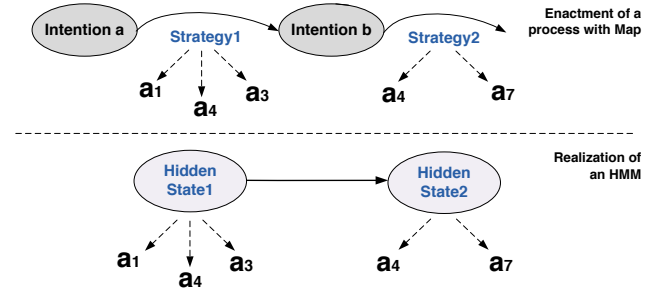 Intention a
Strategy1
Intention b
Strategy2
Enactment of a
process with Map
a1
a4
a3
a4
a7
Hidden
State1
Hidden
State2
Realization of
an HMM
a1
a4
a3
a4
a7